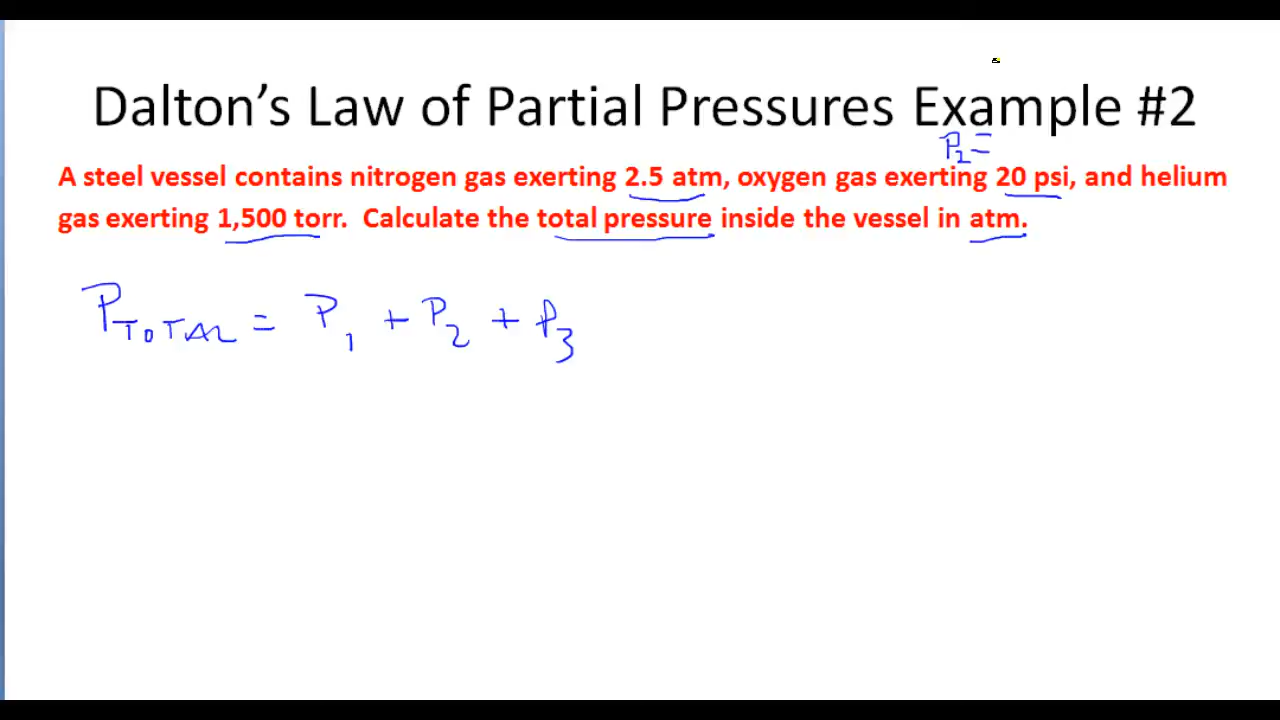 Dalton’s Law of Partial Pressures Example #2
P2 =
A steel vessel contains nitrogen gas exerting 2.5 atm, oxygen gas exerting 20 psi, and helium
gas exerting 1,500 torr.  Calculate the total pressure inside the vessel in atm.
PTOTAL = P1 + P2 + P3